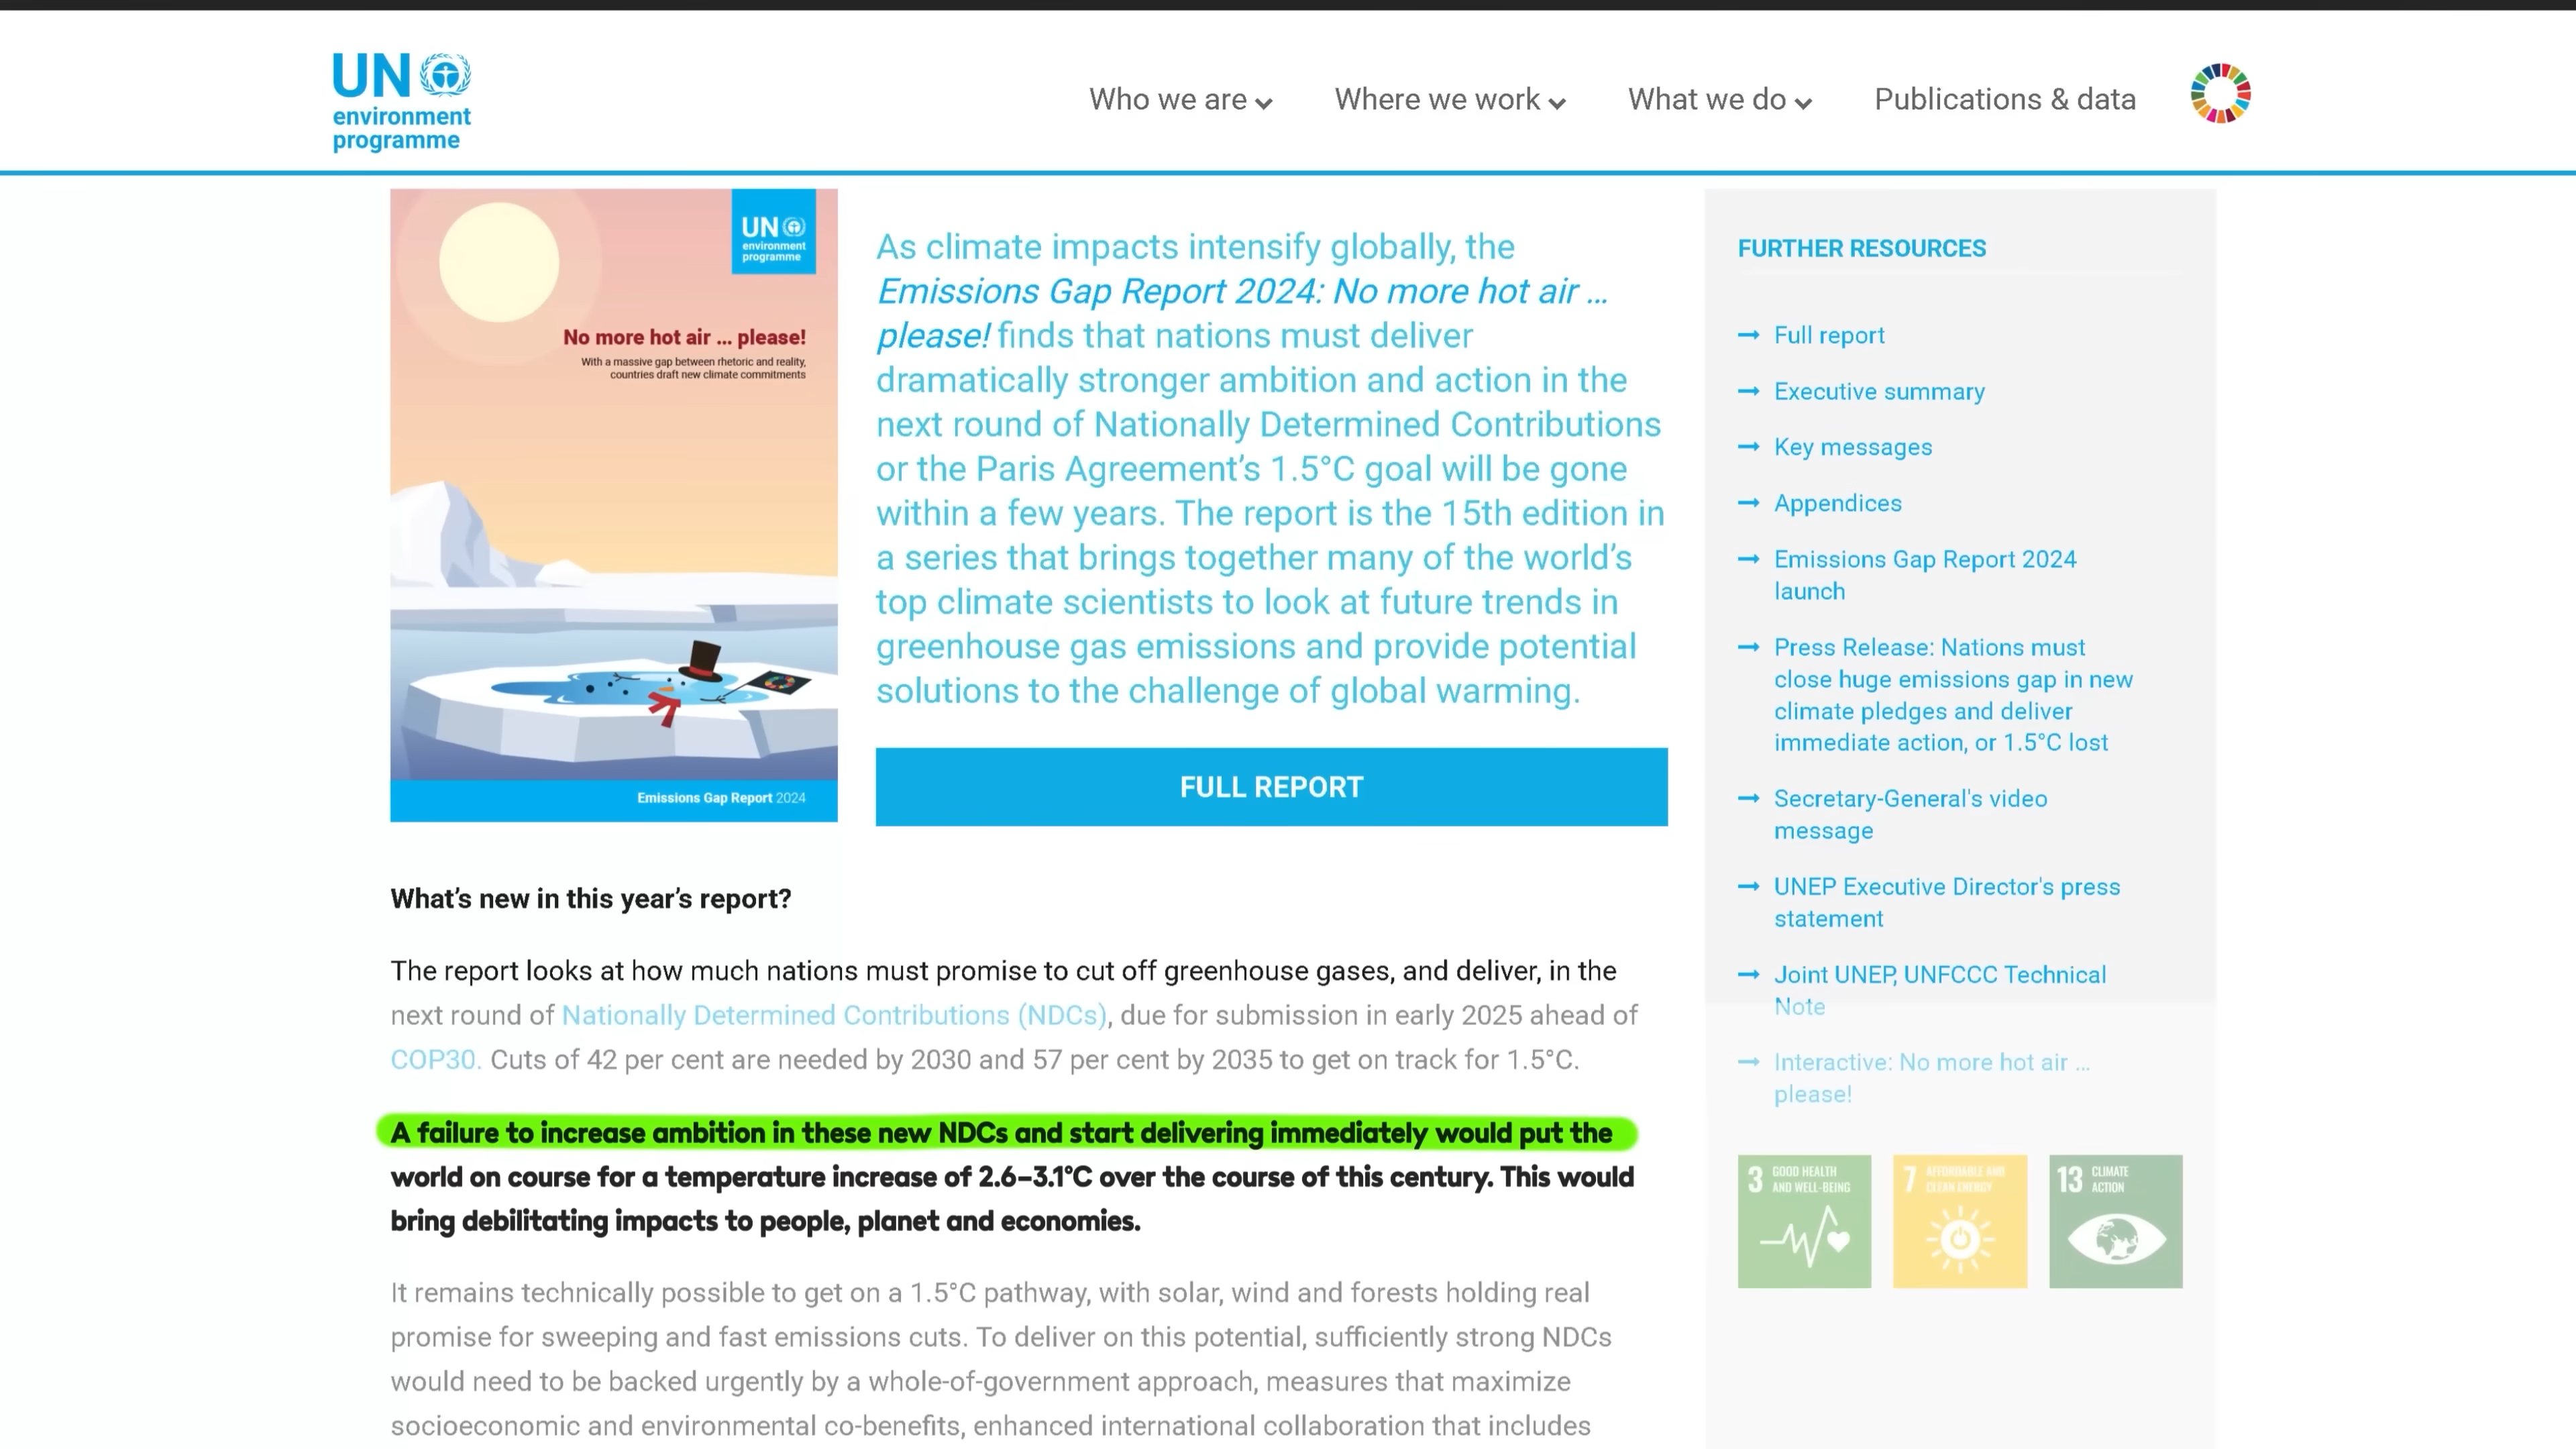 UN
environment
programme
Who we are
Where we work
What we do
Publications & data
UN
environment
programme
No more hot air ... please!
With a massive gap between rhetoric and reality,
countries draft new climate commitments
Emissions Gap Report 2024
As climate impacts intensify globally, the
Emissions Gap Report 2024: No more hot air ...
please! finds that nations must deliver
dramatically stronger ambition and action in the
next round of Nationally Determined Contributions
or the Paris Agreement’s 1.5°C goal will be gone
within a few years. The report is the 15th edition in
a series that brings together many of the world’s
top climate scientists to look at future trends in
greenhouse gas emissions and provide potential
solutions to the challenge of global warming.
FULL REPORT
What’s new in this year’s report?
The report looks at how much nations must promise to cut off greenhouse gases, and deliver, in the
next round of Nationally Determined Contributions (NDCs), due for submission in early 2025 ahead of
COP30. Cuts of 42 per cent are needed by 2030 and 57 per cent by 2035 to get on track for 1.5°C.
A failure to increase ambition in these new NDCs and start delivering immediately would put the
world on course for a temperature increase of 2.6–3.1°C over the course of this century. This would
bring debilitating impacts to people, planet and economies.
It remains technically possible to get on a 1.5°C pathway, with solar, wind and forests holding real
promise for sweeping and fast emissions cuts. To deliver on this potential, sufficiently strong NDCs
would need to be backed urgently by a whole-of-government approach, measures that maximize
socioeconomic and environmental co-benefits, enhanced international collaboration that includes
FURTHER RESOURCES
Full report
Executive summary
Key messages
Appendices
Emissions Gap Report 2024
launch
Press Release: Nations must
close huge emissions gap in new
climate pledges and deliver
immediate action, or 1.5°C lost
Secretary-General's video
message
UNEP Executive Director's press
statement
Joint UNEP, UNFCCC Technical
Note
Interactive: No more hot air ...
please!
3 GOOD HEALTH
AND WELL-BEING
7 AFFORDABLE AND
CLEAN ENERGY
13 CLIMATE
ACTION